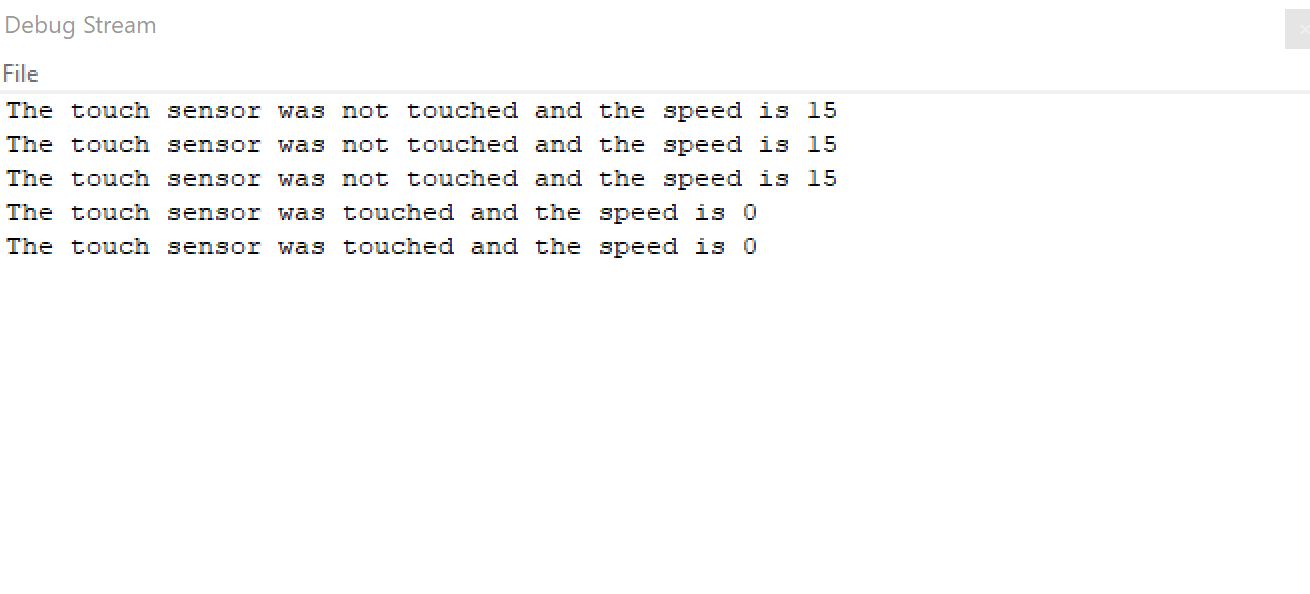 Debug Stream
File
The touch sensor was not touched and the speed is 15
The touch sensor was not touched and the speed is 15
The touch sensor was not touched and the speed is 15
The touch sensor was touched and the speed is 0
The touch sensor was touched and the speed is 0